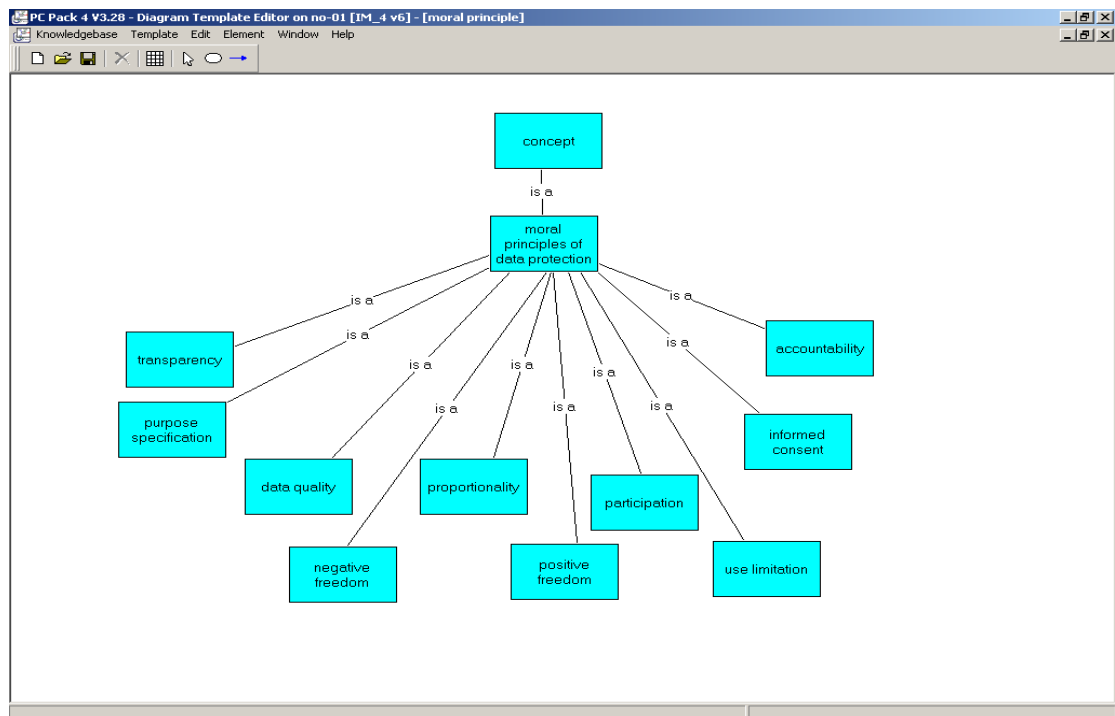 PC Pack 4 V3.28 - Diagram Template Editor on no-01 [IM_4 v6] - [moral principle]
Knowledgebase Template Edit Element Window Help
concept
is a
moral
principles of
data protection
is a
is a
is a
is a
is a
is a
is a
is a
is a
is a
transparency
accountability
purpose
specification
informed
consent
data quality
proportionality
participation
negative
freedom
positive
freedom
use limitation